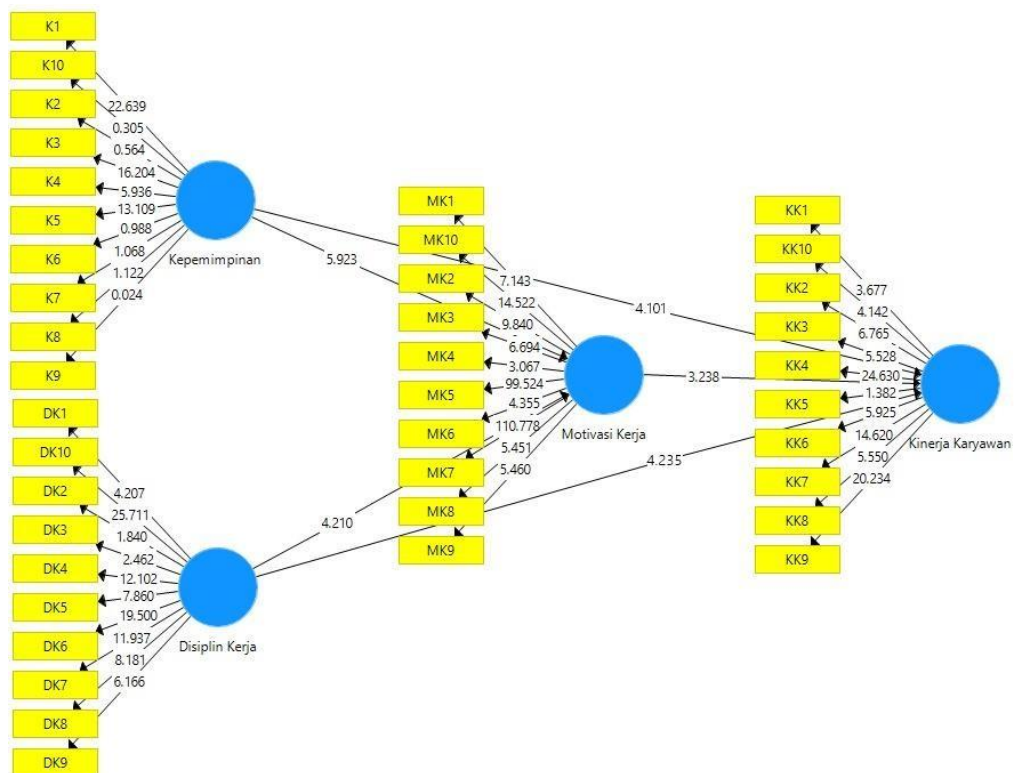 K1
K10
K2
K3
K4
K5
K6
K7
K8
K9
22.639
0.305
0.564
16.204
5.936
13.109
0.988
1.068
1.122
0.024
Kepemimpinan
DK1
DK10
DK2
DK3
DK4
DK5
DK6
DK7
DK8
DK9
4.207
25.711
1.840
2.462
12.102
7.860
19.500
11.937
8.181
6.166
Disiplin Kerja
5.923
4.210
4.101
3.238
4.235
MK1
MK10
MK2
MK3
MK4
MK5
MK6
MK7
MK8
MK9
7.143
14.522
9.840
6.694
3.067
99.524
4.355
110.778
5.451
5.460
Motivasi Kerja
KK1
KK10
KK2
KK3
KK4
KK5
KK6
KK7
KK8
KK9
3.677
4.142
6.765
5.528
24.630
1.382
5.925
14.620
5.550
20.234
Kinerja Karyawan